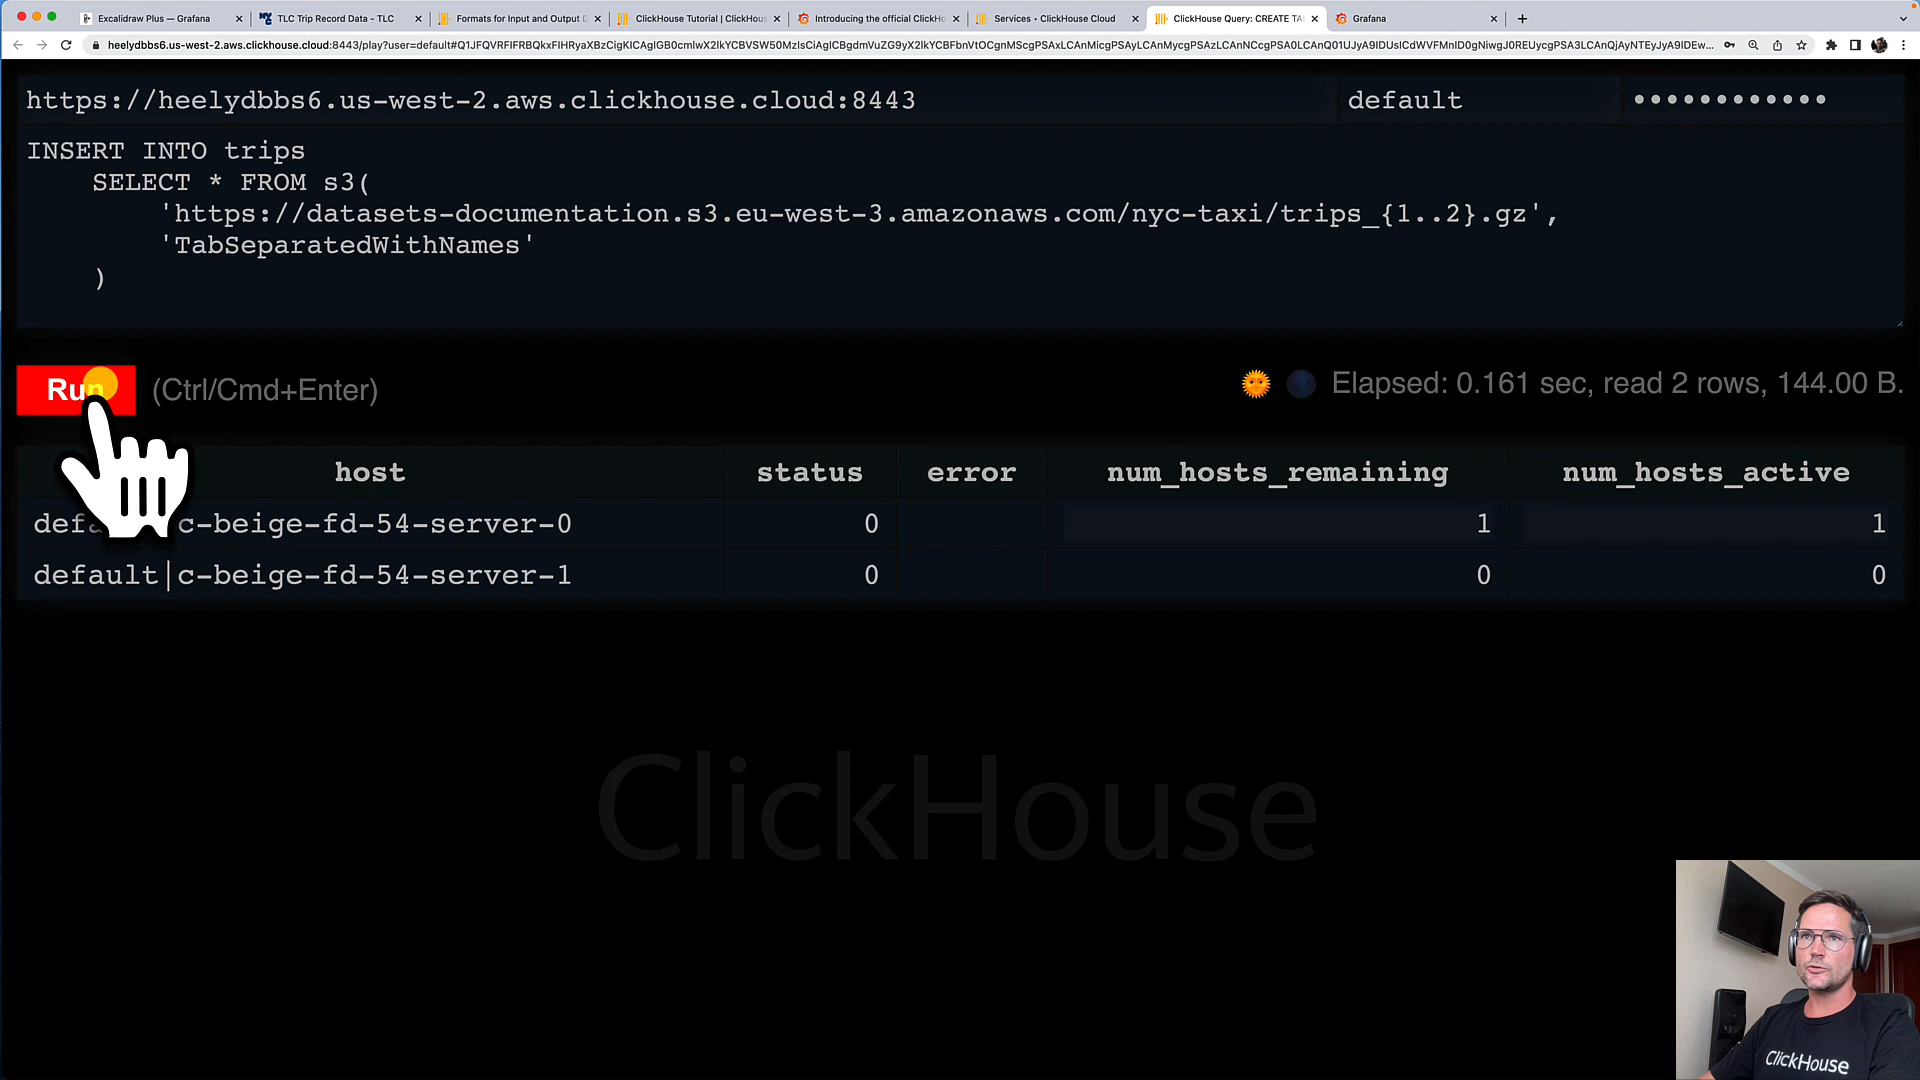 Excalidraw Plus — Grafana
TLC Trip Record Data - TLC
Formats for Input and Output D
ClickHouse Tutorial | ClickHous
Introducing the official ClickHo
Services • ClickHouse Cloud
ClickHouse Query: CREATE TA
Grafana
https://heelydbbs6.us-west-2.aws.clickhouse.cloud:8443
default
INSERT INTO trips
SELECT * FROM s3(
'https://datasets-documentation.s3.eu-west-3.amazonaws.com/nyc-taxi/trips_{1..2}.gz',
'TabSeparatedWithNames'
)
Run (Ctrl/Cmd+Enter)
Elapsed: 0.161 sec, read 2 rows, 144.00 B.
host status error num_hosts_remaining num_hosts_active
c-beige-fd-54-server-0 0 1 1
default|c-beige-fd-54-server-1 0 0 0
ClickHouse
ClickHouse